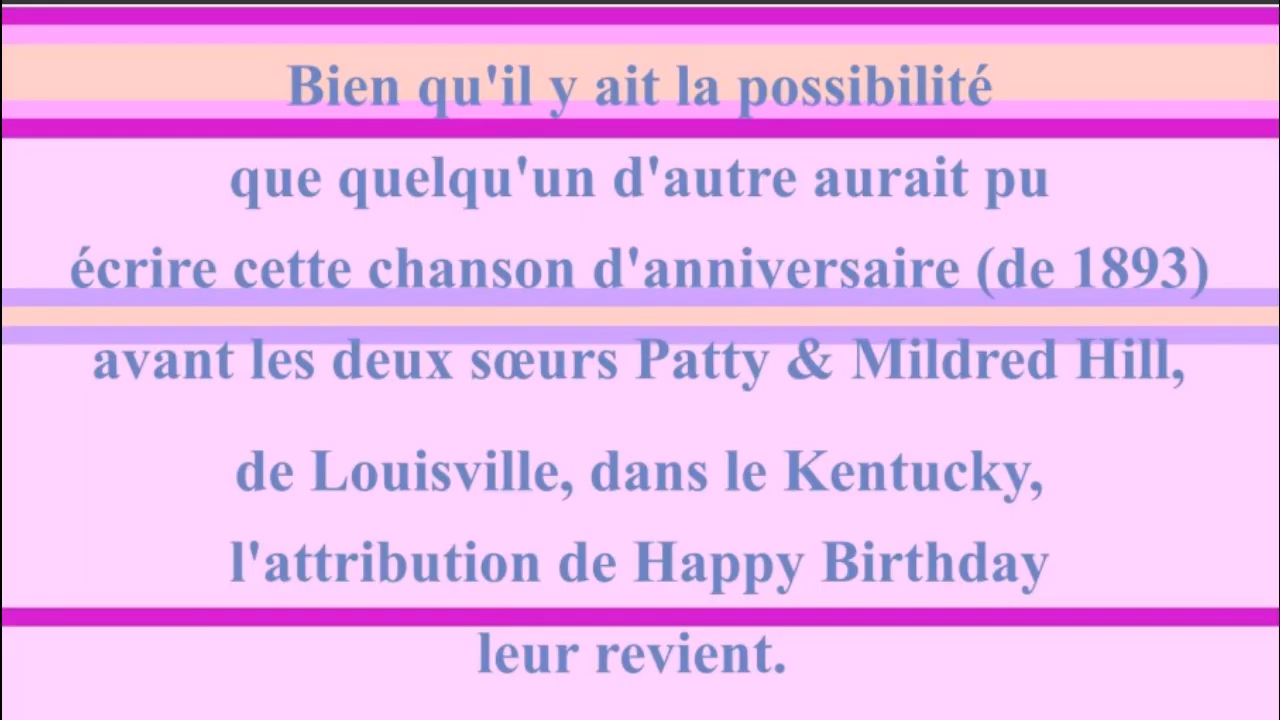 Bien qu'il y ait la possibilité
que quelqu'un d'autre aurait pu
écrire cette chanson d'anniversaire (de 1893)
avant les deux sœurs Patty & Mildred Hill,
de Louisville, dans le Kentucky,
l'attribution de Happy Birthday
leur revient.